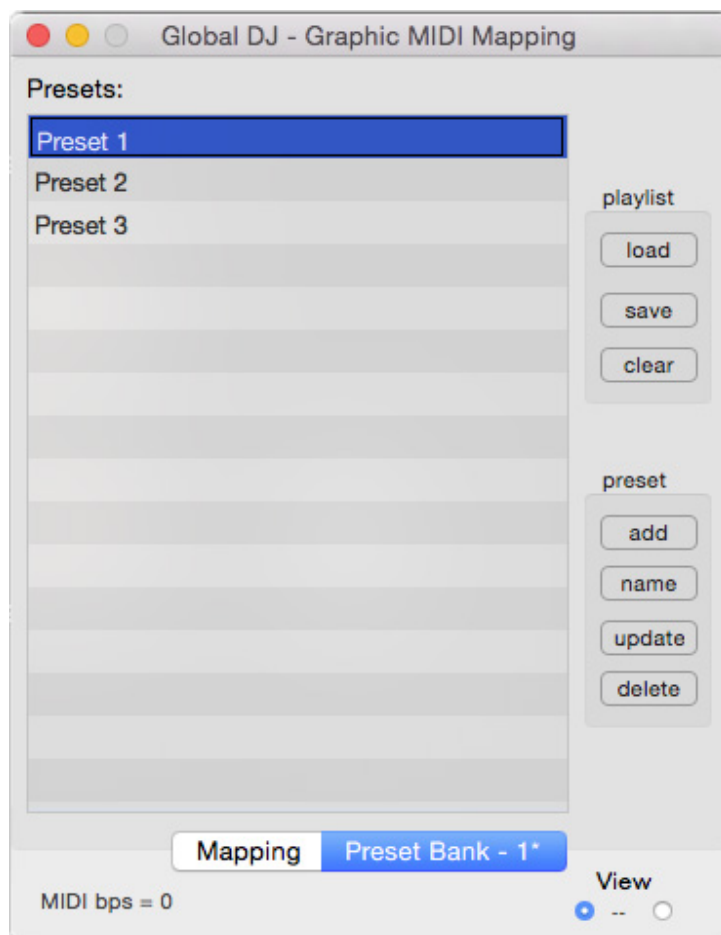 Global DJ - Graphic MIDI Mapping
Presets:
Preset 1
Preset 2
Preset 3
playlist
load
save
clear
preset
add
name
update
delete
Mapping
Preset Bank - 1*
MIDI bps = 0
View
--